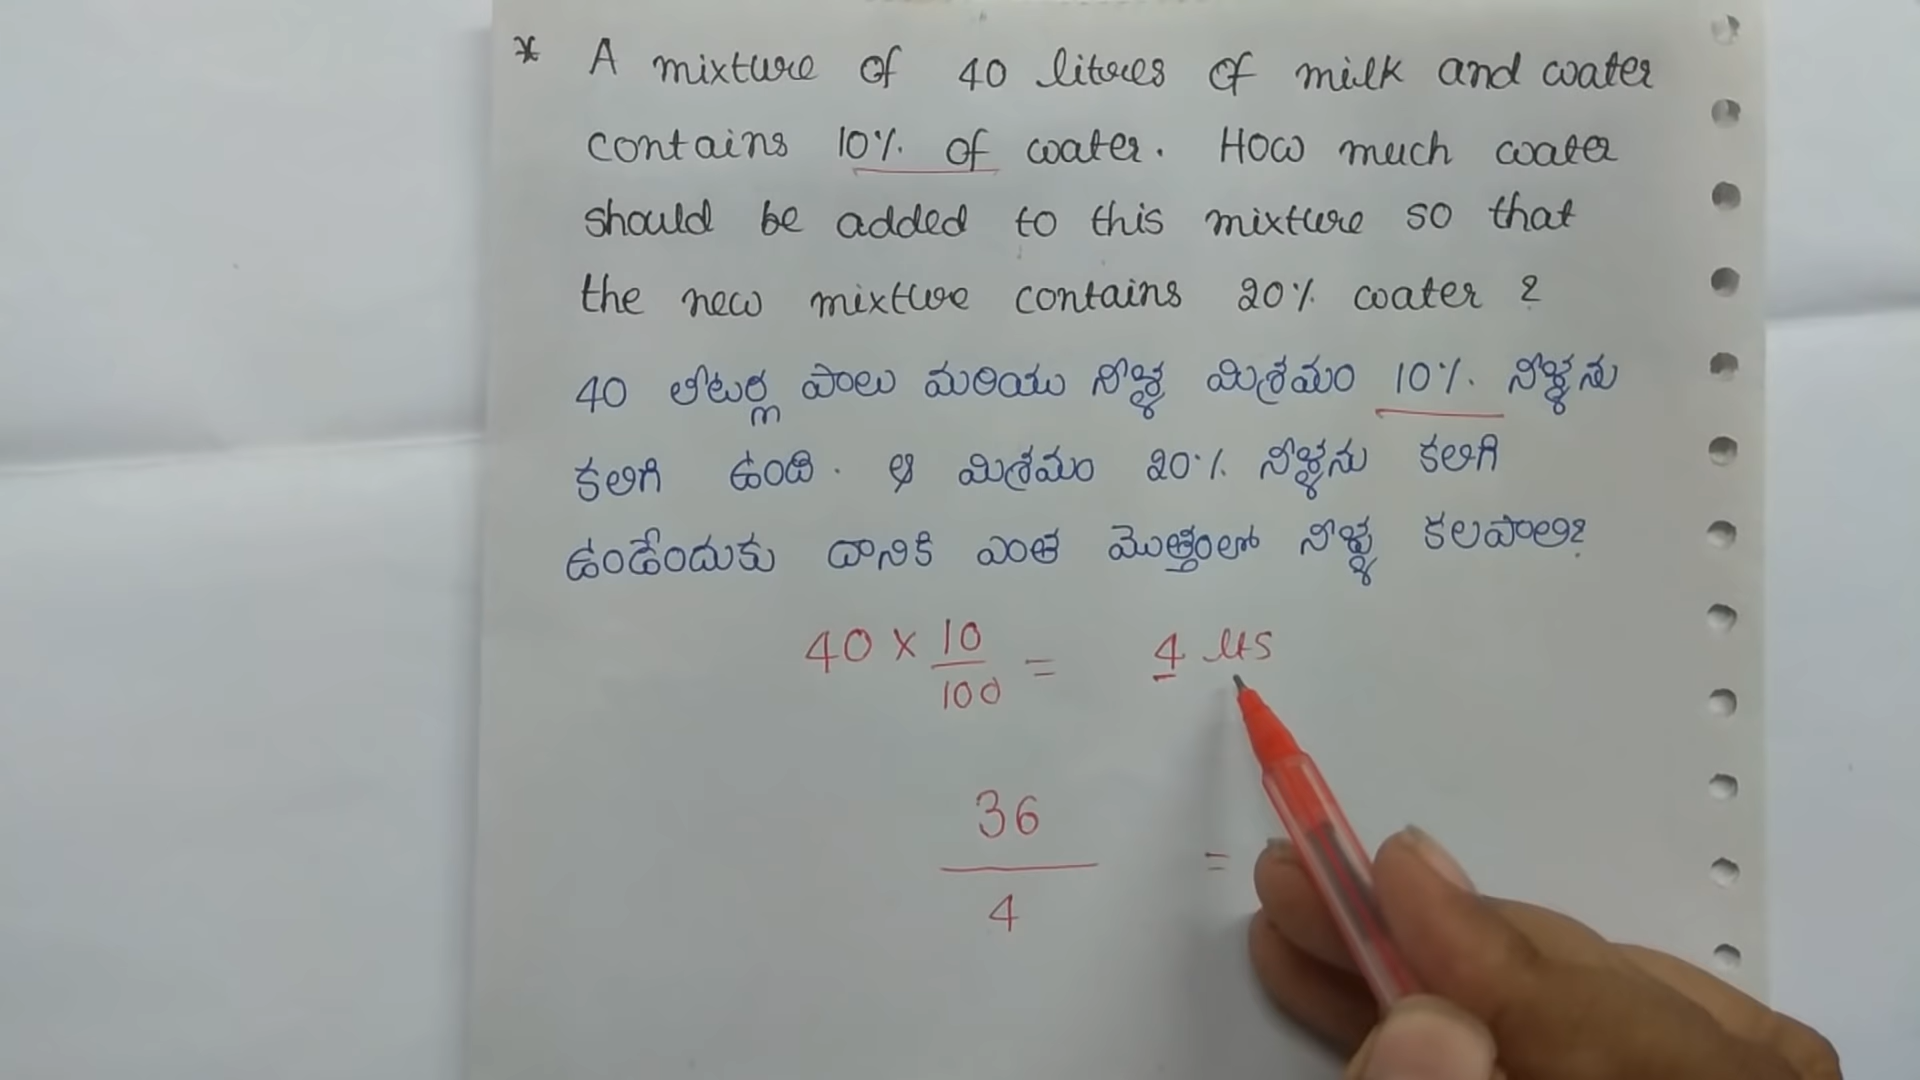 * A mixture of 40 litres of milk and water
contains 10% of water. How much water
should be added to this mixture so that
the new mixture contains 20% water ?
40 లీటర్ల పాలు మరియు నీళ్ళ మిశ్రమం 10% నీళ్ళను
కలిగి ఉంది. ఆ మిశ్రమం 20% నీళ్ళను కలిగి
ఉండేందుకు దానికి ఎంత మొత్తంలో నీళ్ళు కలపాలి?
40 × 10/100 = 4 lts
36/4 =